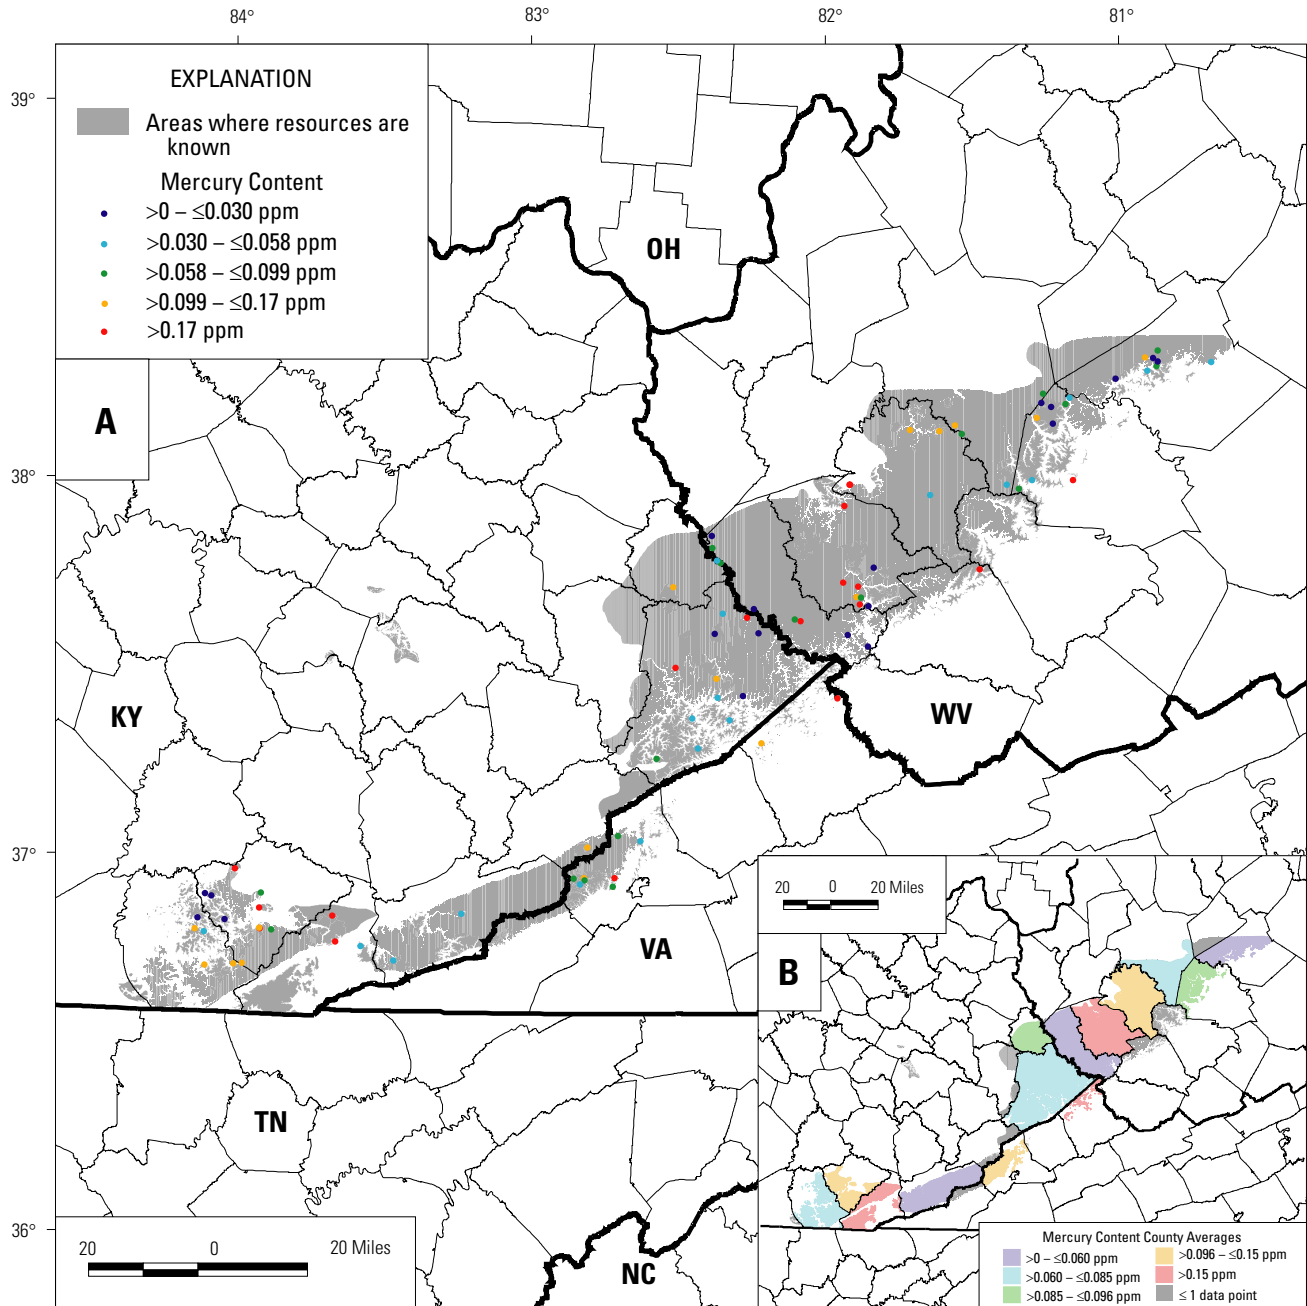 84°
83°
82°
81°
EXPLANATION
Areas where resources are
known
Mercury Content
>0 – ≤0.030 ppm
>0.030 – ≤0.058 ppm
>0.058 – ≤0.099 ppm
>0.099 – ≤0.17 ppm
>0.17 ppm
39°
38°
37°
36°
A
OH
KY
WV
VA
TN
NC
20 0 20 Miles
20 0 20 Miles
B
Mercury Content County Averages
>0 – ≤0.060 ppm
>0.060 – ≤0.085 ppm
>0.085 – ≤0.096 ppm
>0.096 – ≤0.15 ppm
>0.15 ppm
≤ 1 data point